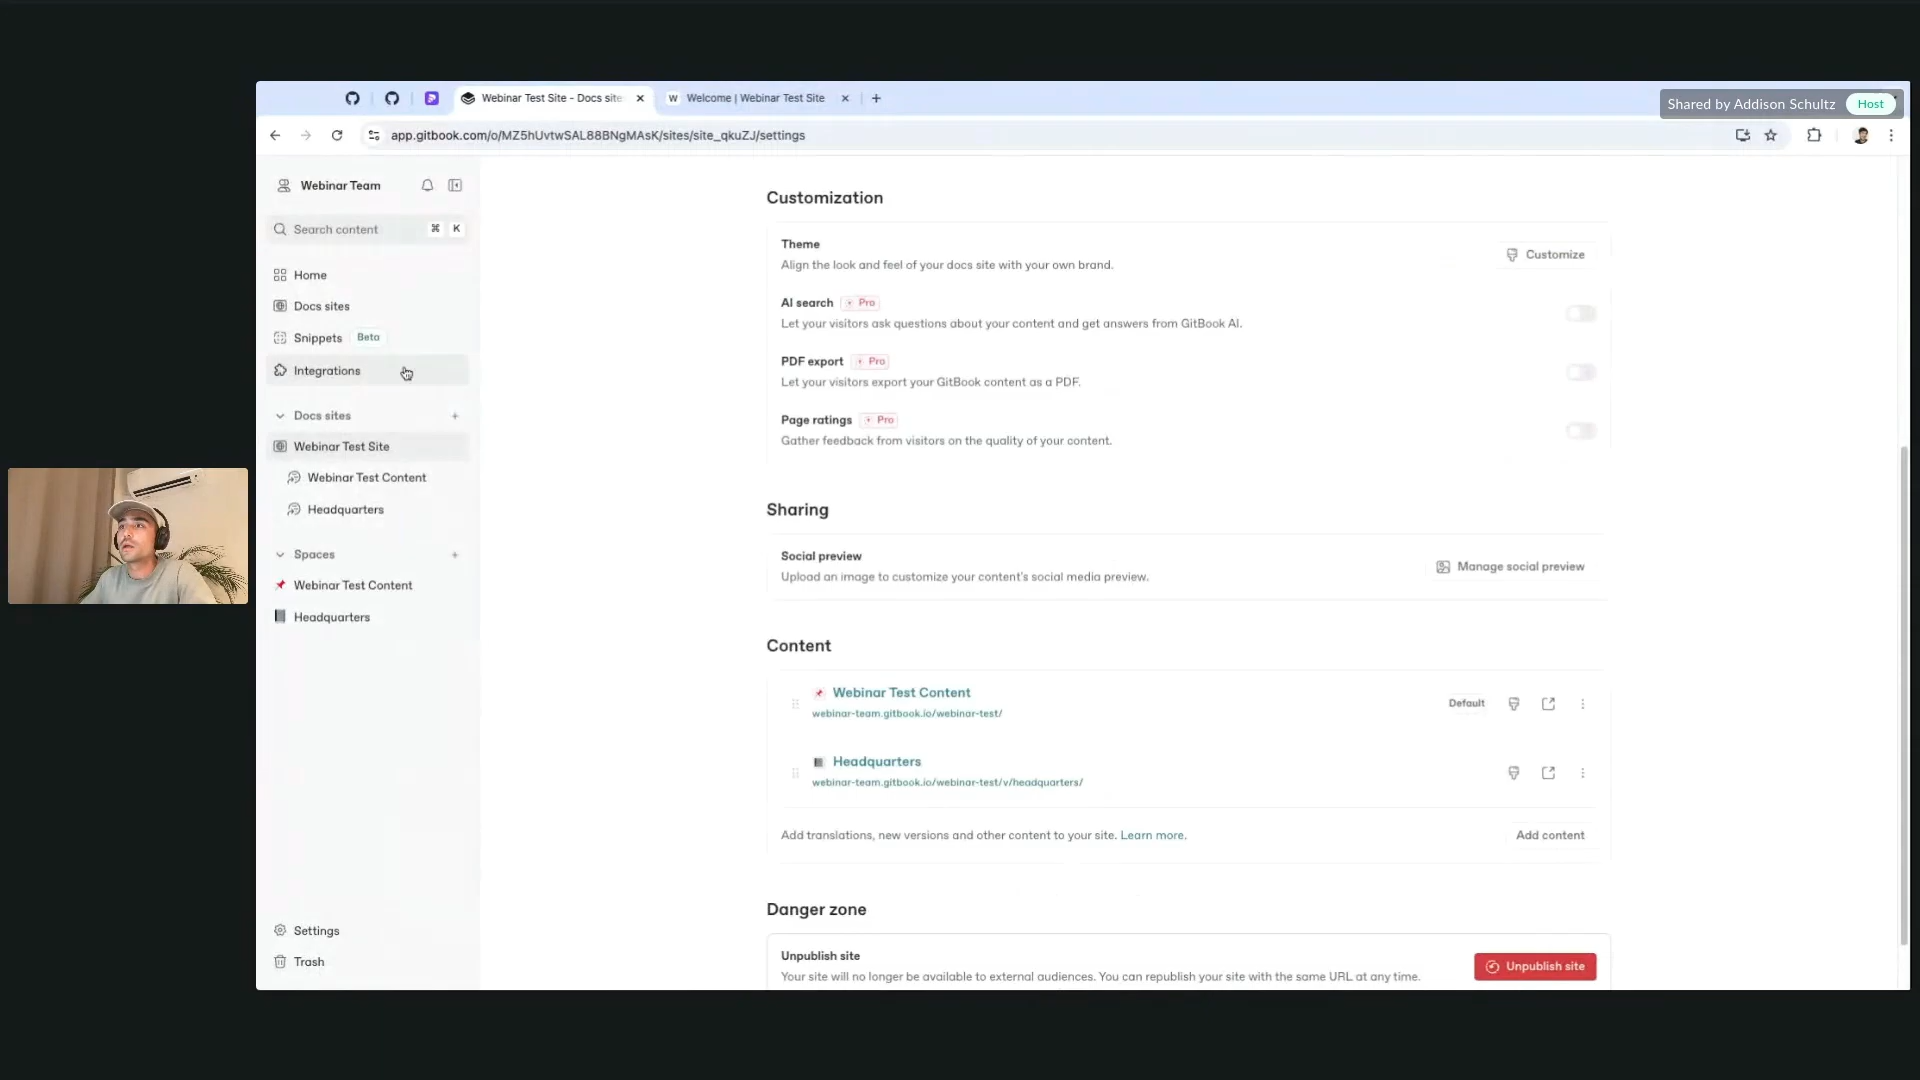 Webinar Test Site - Docs site
W Welcome | Webinar Test Site
Shared by Addison Schultz Host
app.gitbook.com/o/MZ5hUvtwSAL88BNgMAsK/sites/site_qkuZJ/settings
Webinar Team
Search content ⌘ K
Home
Docs sites
Snippets Beta
Integrations
Docs sites
Webinar Test Site
Webinar Test Content
Headquarters
Spaces
Webinar Test Content
Headquarters
Settings
Trash
Customization
Theme
Align the look and feel of your docs site with your own brand.
Customize
AI search Pro
Let your visitors ask questions about your content and get answers from GitBook AI.
PDF export Pro
Let your visitors export your GitBook content as a PDF.
Page ratings Pro
Gather feedback from visitors on the quality of your content.
Sharing
Social preview
Upload an image to customize your content's social media preview.
Manage social preview
Content
Webinar Test Content
webinar-team.gitbook.io/webinar-test/
Default
Headquarters
webinar-team.gitbook.io/webinar-test/v/headquarters/
Add translations, new versions and other content to your site. Learn more.
Add content
Danger zone
Unpublish site
Your site will no longer be available to external audiences. You can republish your site with the same URL at any time.
Unpublish site